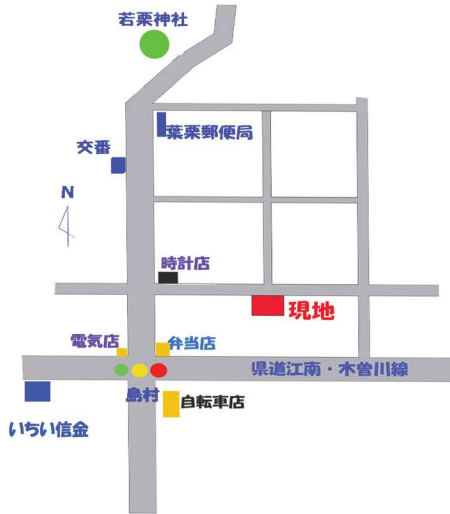 若栗神社
葉栗郵便局
交番
N
時計店
現地
電気店
弁当店
県道江南・木曽川線
島村
自転車店
いちい信金